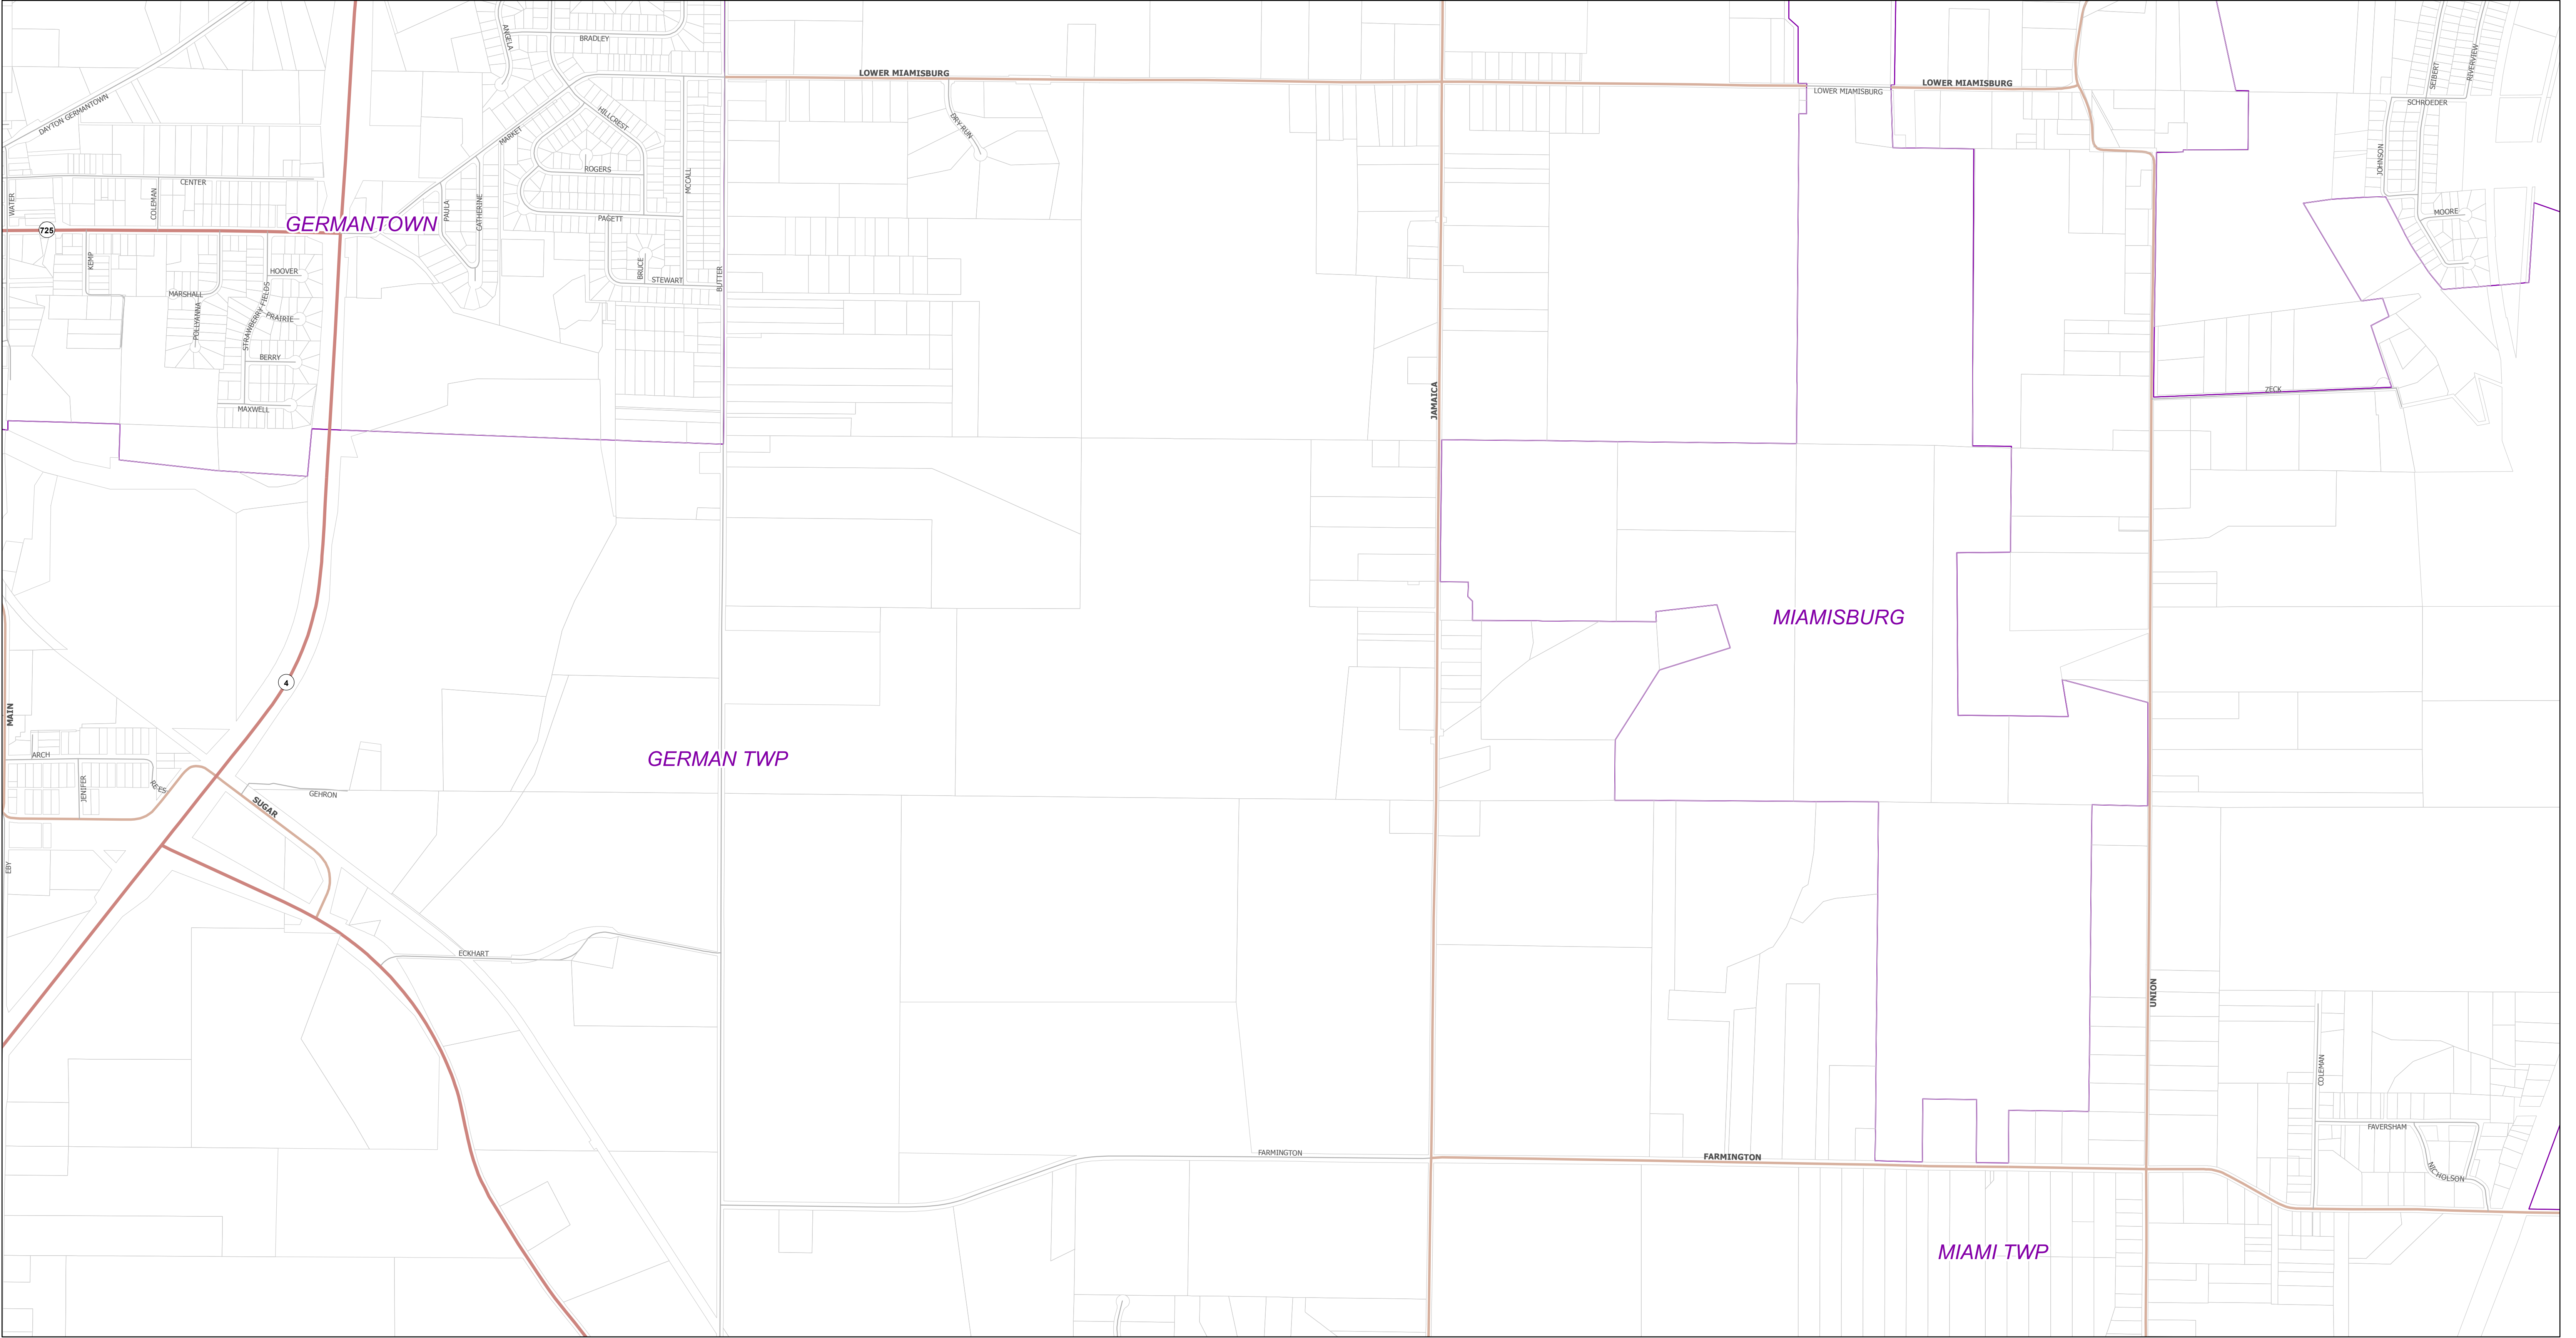 ANGELA
BRADLEY
LOWER MIAMISBURG
LOWER MIAMISBURG
LOWER MIAMISBURG
SEIBERT
RIVERVIEW
SCHROEDER
DAYTON GERMANTOWN
MARKET
HILLCREST
DRY RUN
JOHNSON
ROGERS
CENTER
WATER
COLEMAN
PAULA
CATHERINE
MCCALL
PAGETT
MOORE
GERMANTOWN
725
KEMP
HOOVER
BRUCE
STEWART
BUTTER
MARSHALL
POLLYANNA
STRAWBERRY FIELDS
PRAIRIE
BERRY
MAXWELL
JAMAICA
ZECK
MIAMISBURG
4
MAIN
ARCH
GERMAN TWP
JENIFER
REES
GEHRON
SUGAR
EBY
ECKHART
UNION
COLEMAN
FAVERSHAM
FARMINGTON
FARMINGTON
NICHOLSON
MIAMI TWP